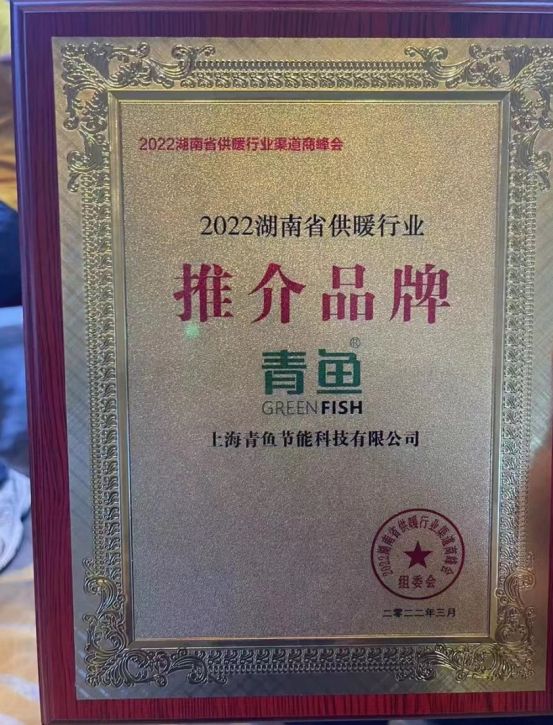 2022湖南省供暖行业渠道商峰会
2022湖南省供暖行业
推介品牌
青鱼®
GREENFISH
上海青鱼节能科技有限公司
2022湖南省供暖行业渠道商峰会
组委会
二零二二年三月